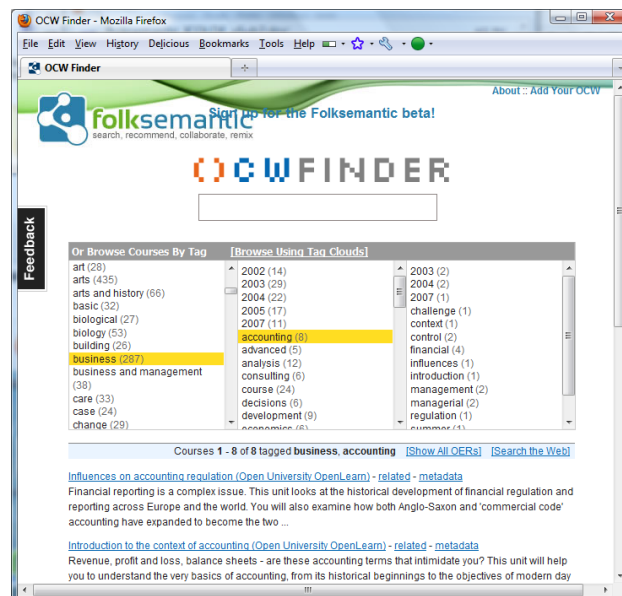 OCW Finder - Mozilla Firefox
File Edit View History Delicious Bookmarks Tools Help
OCW Finder
About :: Add Your OCW
Sign up for the Folksemantic beta!
folksemantic
search, recommend, collaborate, remix
OCWFINDER
Feedback
Or Browse Courses By Tag [Browse Using Tag Clouds]
art (28)
arts (435)
arts and history (66)
basic (32)
biological (27)
biology (53)
building (26)
business (287)
business and management
(38)
care (33)
case (24)
change (29)
2002 (14)
2003 (29)
2004 (22)
2005 (17)
2007 (11)
accounting (8)
advanced (5)
analysis (12)
consulting (6)
course (24)
decisions (6)
development (9)
economics (6)
2003 (2)
2004 (2)
2007 (1)
challenge (1)
context (1)
control (2)
financial (4)
influences (1)
introduction (1)
management (2)
managerial (2)
regulation (1)
summer (1)
Courses 1 - 8 of 8 tagged business, accounting [Show All OERs] [Search the Web]
Influences on accounting regulation (Open University OpenLearn) - related - metadata
Financial reporting is a complex issue. This unit looks at the historical development of financial regulation and
reporting across Europe and the world. You will also examine how both Anglo-Saxon and 'commercial code'
accounting have expanded to become the two ...
Introduction to the context of accounting (Open University OpenLearn) - related - metadata
Revenue, profit and loss, balance sheets - are these accounting terms that intimidate you? This unit will help
you to understand the very basics of accounting, from its historical beginnings to the objectives of modern day